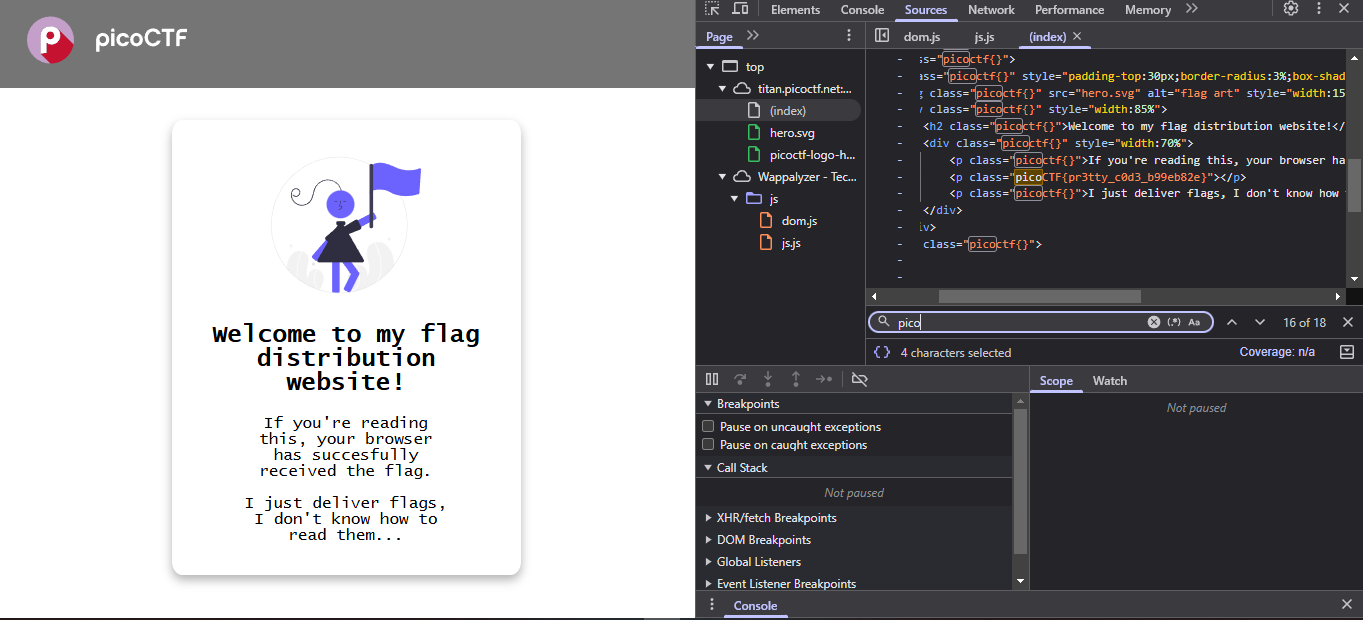 picoCTF
Welcome to my flag
distribution
website!
If you're reading
this, your browser
has succesfully
received the flag.
I just deliver flags,
I don't know how to
read them...
Elements Console Sources Network Performance Memory
Page
dom.js js.js (index)
top
titan.picoctf.net:...
(index)
hero.svg
picoctf-logo-h...
Wappalyzer - Tec...
js
dom.js
js.js
- ss="picoctf{}">
- ass="picoctf{}" style="padding-top:30px;border-radius:3%;box-shad
- g class="picoctf{}" src="hero.svg" alt="flag art" style="width:15
- v class="picoctf{}" style="width:85%">
- <h2 class="picoctf{}">Welcome to my flag distribution website!</
- <div class="picoctf{}" style="width:70%">
- <p class="picoctf{}">If you're reading this, your browser ha
- <p class="picoCTF{pr3tty_c0d3_b99eb82e}"></p>
- <p class="picoctf{}">I just deliver flags, I don't know how
- </div>
- iv>
- class="picoctf{}">
-
-
pico
(.*) Aa
16 of 18
{} 4 characters selected
Coverage: n/a
Breakpoints
Pause on uncaught exceptions
Pause on caught exceptions
Call Stack
Not paused
XHR/fetch Breakpoints
DOM Breakpoints
Global Listeners
Event Listener Breakpoints
Scope Watch
Not paused
Console